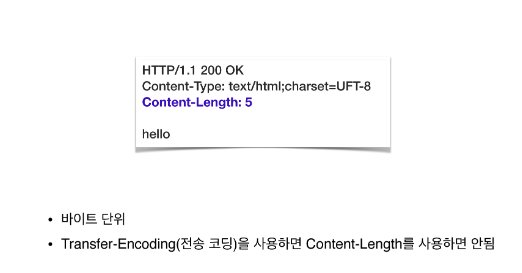 HTTP/1.1 200 OK
Content-Type: text/html;charset=UFT-8
Content-Length: 5
hello
• 바이트 단위
• Transfer-Encoding(전송 코딩)을 사용하면 Content-Length를 사용하면 안됨